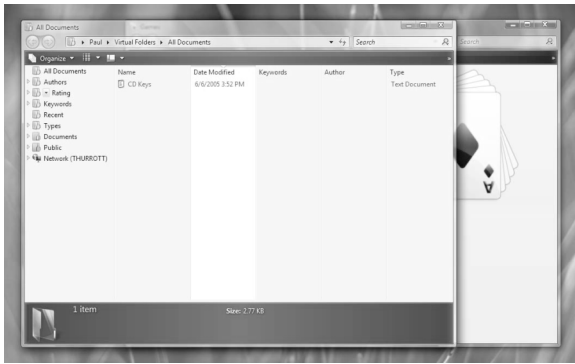 All Documents
Games
Paul ▸ Virtual Folders ▸ All Documents
Search
Search
Organize
All Documents
Authors
Rating
Keywords
Recent
Types
Documents
Public
Network (THURROTT)
Name Date Modified Keywords Author Type
CD Keys 6/6/2005 3:52 PM Text Document
A
1 item
Size: 2.77 KB